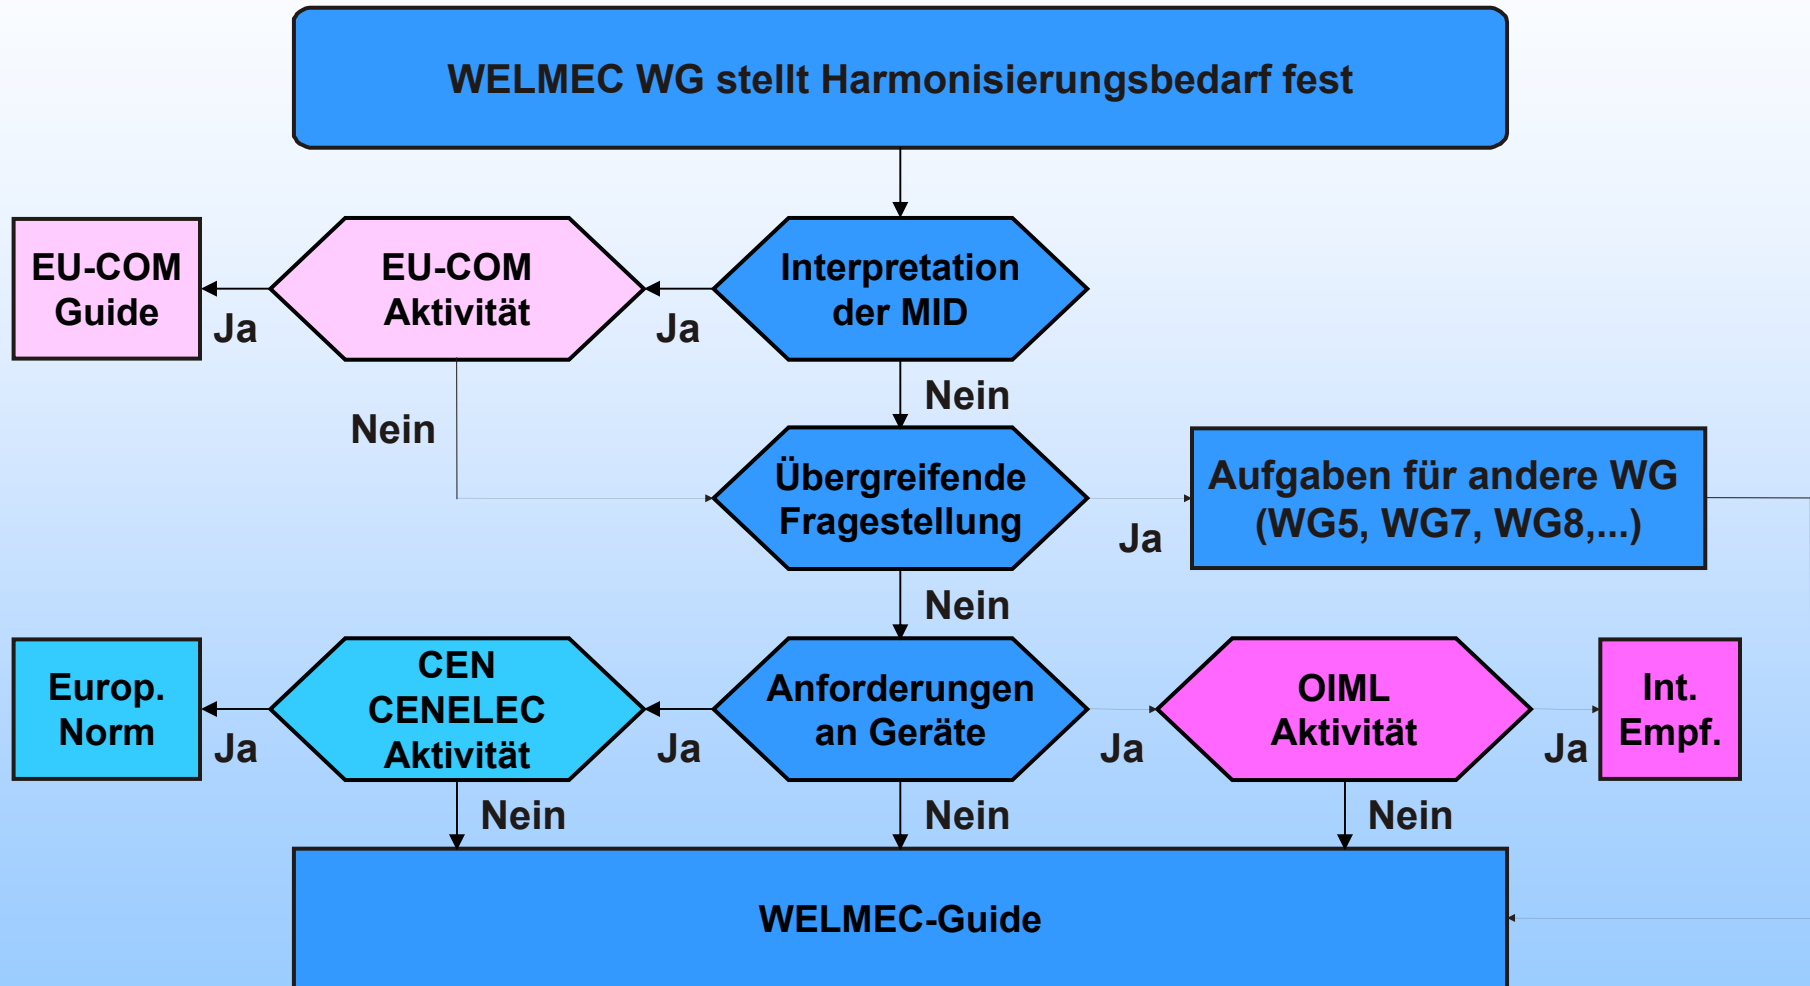 WELMEC WG stellt Harmonisierungsbedarf fest
EU-COM
Guide
Ja
EU-COM
Aktivität
Ja
Interpretation
der MID
Nein
Nein
Übergreifende
Fragestellung
Ja
Aufgaben für andere WG
(WG5, WG7, WG8,...)
Nein
Europ.
Norm
Ja
CEN
CENELEC
Aktivität
Ja
Anforderungen
an Geräte
Ja
OIML
Aktivität
Ja
Int.
Empf.
Nein
Nein
Nein
WELMEC-Guide